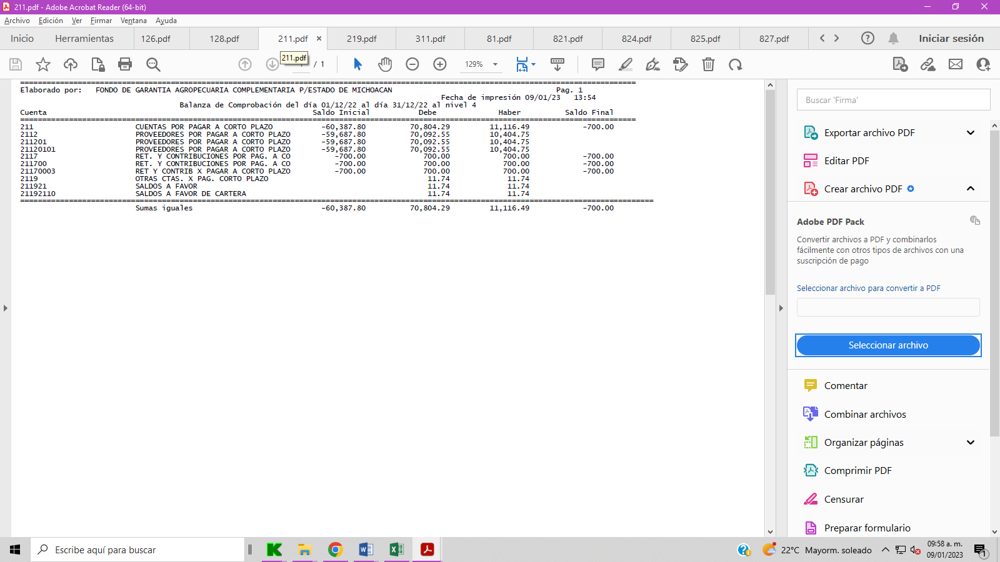 211.pdf - Adobe Acrobat Reader (64-bit)
Archivo Edición Ver Firmar Ventana Ayuda
Inicio Herramientas 126.pdf 128.pdf 211.pdf × 219.pdf 311.pdf 81.pdf 821.pdf 824.pdf 825.pdf 827.pdf Iniciar sesión
211.pdf / 1 129%
Elaborado por: FONDO DE GARANTIA AGROPECUARIA COMPLEMENTARIA P/ESTADO DE MICHOACAN Pag. 1
Fecha de impresión 09/01/23 13:54
Balanza de Comprobación del día 01/12/22 al día 31/12/22 al nivel 4
Cuenta Saldo Inicial Debe Haber Saldo Final
211 CUENTAS POR PAGAR A CORTO PLAZO -60,387.80 70,804.29 11,116.49 -700.00
2112 PROVEEDORES POR PAGAR A CORTO PLAZO -59,687.80 70,092.55 10,404.75
211201 PROVEEDORES POR PAGAR A CORTO PLAZO -59,687.80 70,092.55 10,404.75
21120101 PROVEEDORES POR PAGAR A CORTO PLAZO -59,687.80 70,092.55 10,404.75
2117 RET. Y CONTRIBUCIONES POR PAG. A CO -700.00 700.00 700.00 -700.00
211700 RET. Y CONTRIBUCIONES POR PAG. A CO -700.00 700.00 700.00 -700.00
21170003 RET Y CONTRIB X PAGAR A CORTO PLAZO -700.00 700.00 700.00 -700.00
2119 OTRAS CTAS. X PAG. CORTO PLAZO 11.74 11.74
211921 SALDOS A FAVOR 11.74 11.74
21192110 SALDOS A FAVOR DE CARTERA 11.74 11.74
Sumas iguales -60,387.80 70,804.29 11,116.49 -700.00
Buscar 'Firma'
Exportar archivo PDF
Editar PDF
Crear archivo PDF
Adobe PDF Pack
Convertir archivos a PDF y combinarlos
fácilmente con otros tipos de archivos con una
suscripción de pago
Seleccionar archivo para convertir a PDF
Seleccionar archivo
Comentar
Combinar archivos
Organizar páginas
Comprimir PDF
Censurar
Preparar formulario
Escribe aquí para buscar
22°C Mayorm. soleado
09:58 a. m.
09/01/2023
1